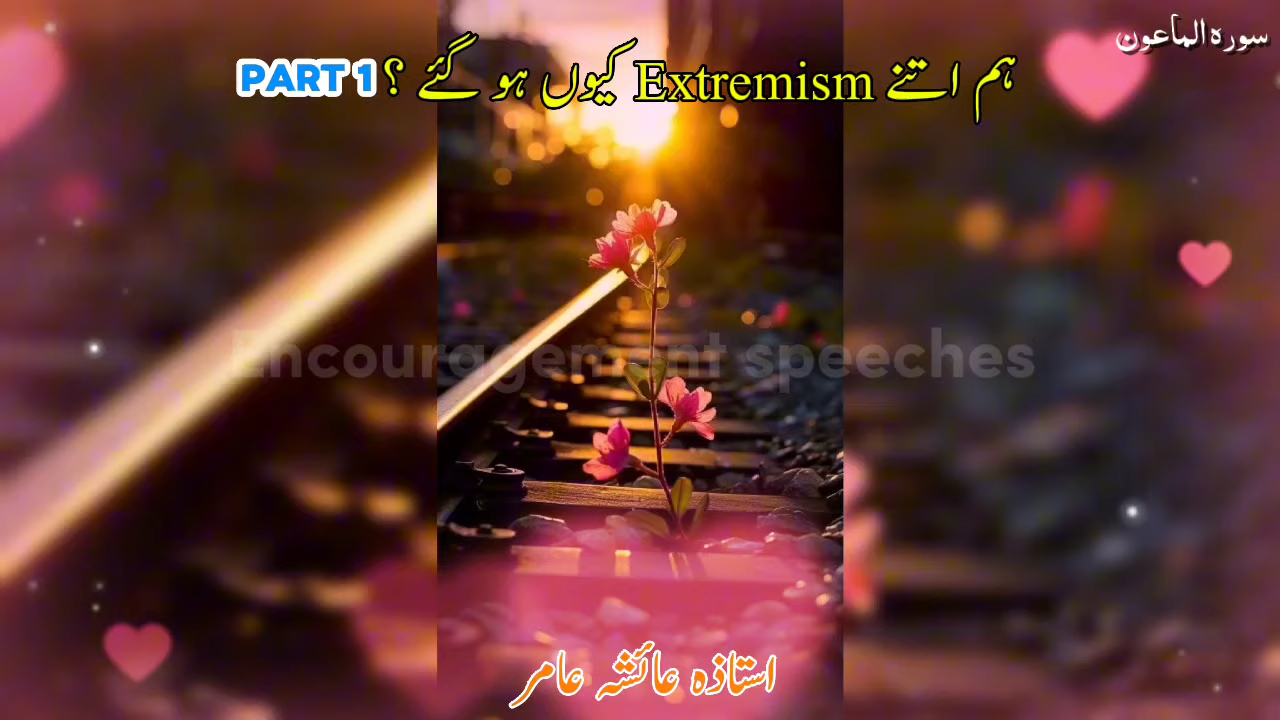 سورہ الماعون
ہم اتنے Extremism کیوں ہو گئے ؟ PART 1
Encouragement speeches
استاذہ عائشہ عامر